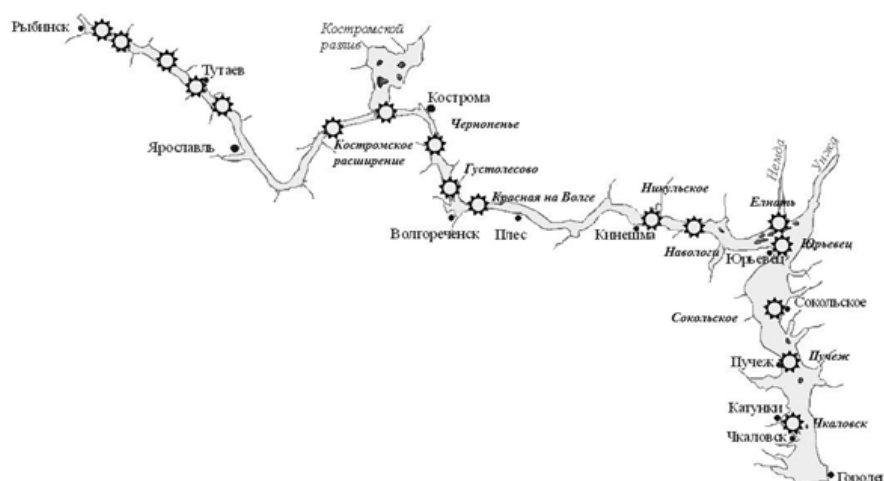 Рыбинск
Костромской
разлив
Тутаев
Кострома
Чернопенье
Ярославль
Костромское
расширение
Густолесово
Немда
Унжа
Красная на Волге
Никульское
Елнать
Волгореченск
Плес
Кинешма
Навологи
Юрьевец
Юрьевец
Сокольское
Сокольское
Пучеж
Пучеж
Катунки
Чкаловск
Чкаловск
Городец